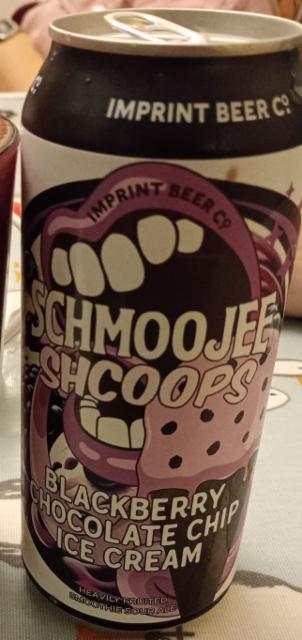 IMPRINT BEER Cº
IMPRINT BEER Cº
SCHMOOJEE
SHCOOPS
BLACKBERRY
CHOCOLATE CHIP
ICE CREAM
HEAVILY FRUITED
SMOOTHIE SOUR ALE